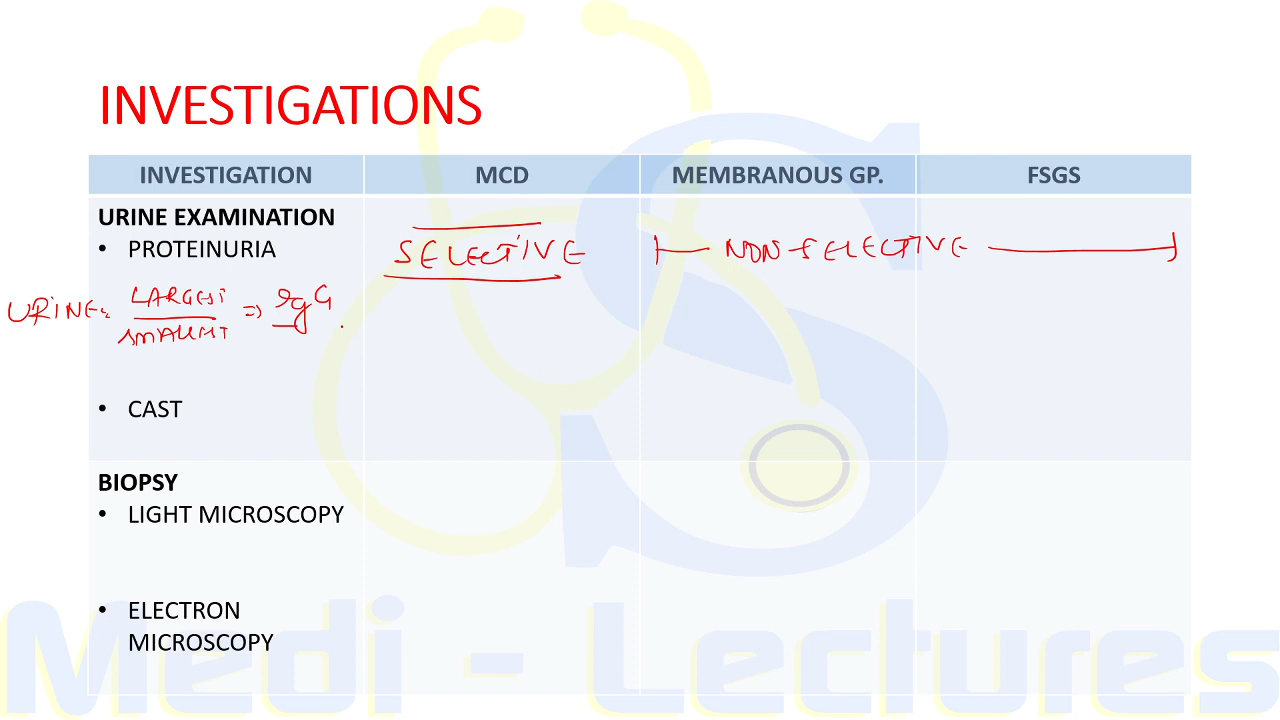 INVESTIGATIONS
INVESTIGATION MCD MEMBRANOUS GP. FSGS
URINE EXAMINATION
• PROTEINURIA SELECTIVE NON-SELECTIVE
URINE LARGEST
SMALLEST => IgG
• CAST
BIOPSY
• LIGHT MICROSCOPY
• ELECTRON
MICROSCOPY
Medi - Lectures